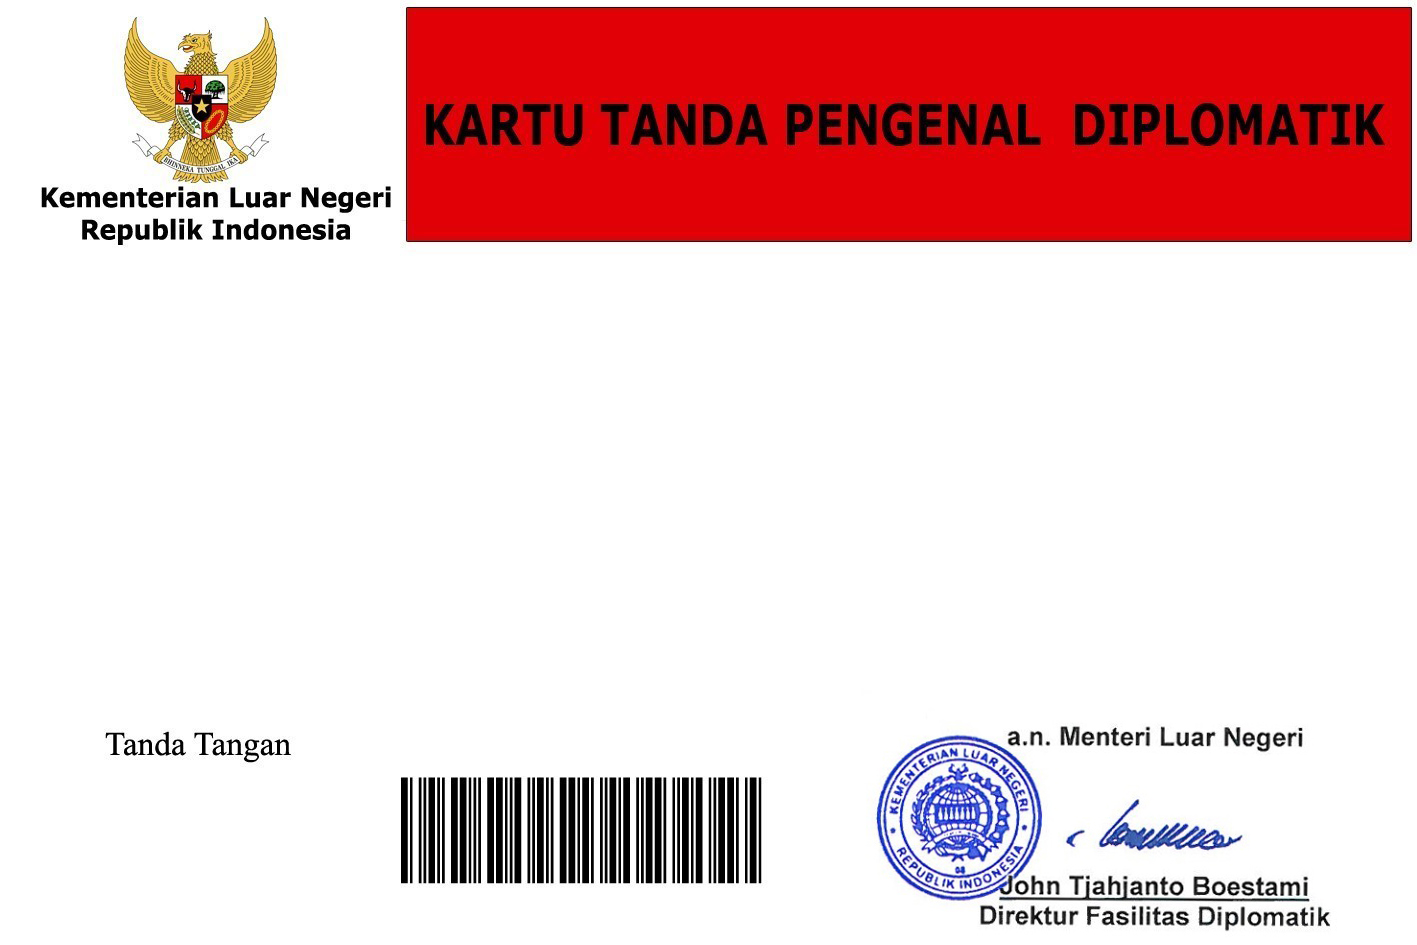 BHINNEKA TUNGGAL IKA
Kementerian Luar Negeri
Republik Indonesia
KARTU TANDA PENGENAL DIPLOMATIK
Tanda Tangan
a.n. Menteri Luar Negeri
KEMENTERIAN LUAR NEGERI
REPUBLIK INDONESIA
08
John Tjahjanto Boestami
Direktur Fasilitas Diplomatik